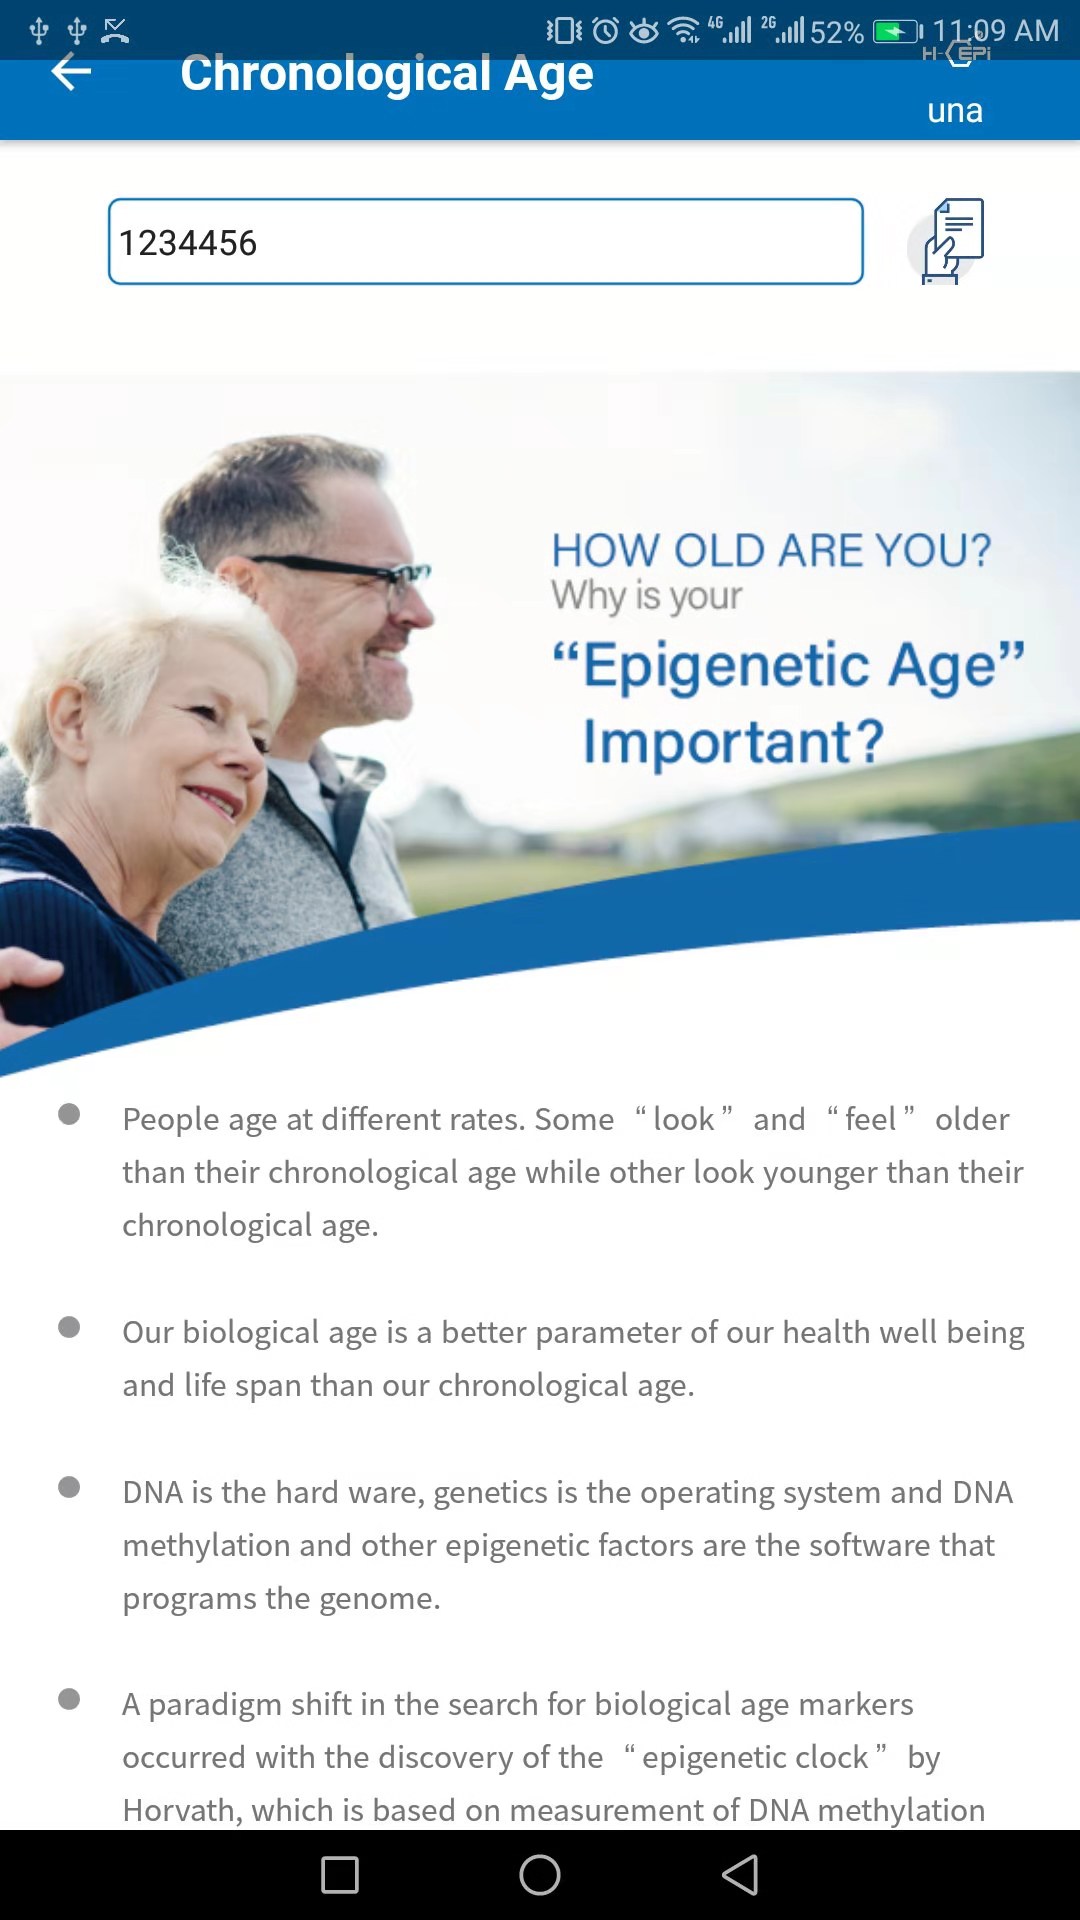 4G 2G 52% 11:09 AM
Chronological Age
H-EPi
una
1234456
HOW OLD ARE YOU?
Why is your
“Epigenetic Age”
Important?
People age at different rates. Some “look” and “feel” older
than their chronological age while other look younger than their
chronological age.
Our biological age is a better parameter of our health well being
and life span than our chronological age.
DNA is the hard ware, genetics is the operating system and DNA
methylation and other epigenetic factors are the software that
programs the genome.
A paradigm shift in the search for biological age markers
occurred with the discovery of the “epigenetic clock” by
Horvath, which is based on measurement of DNA methylation